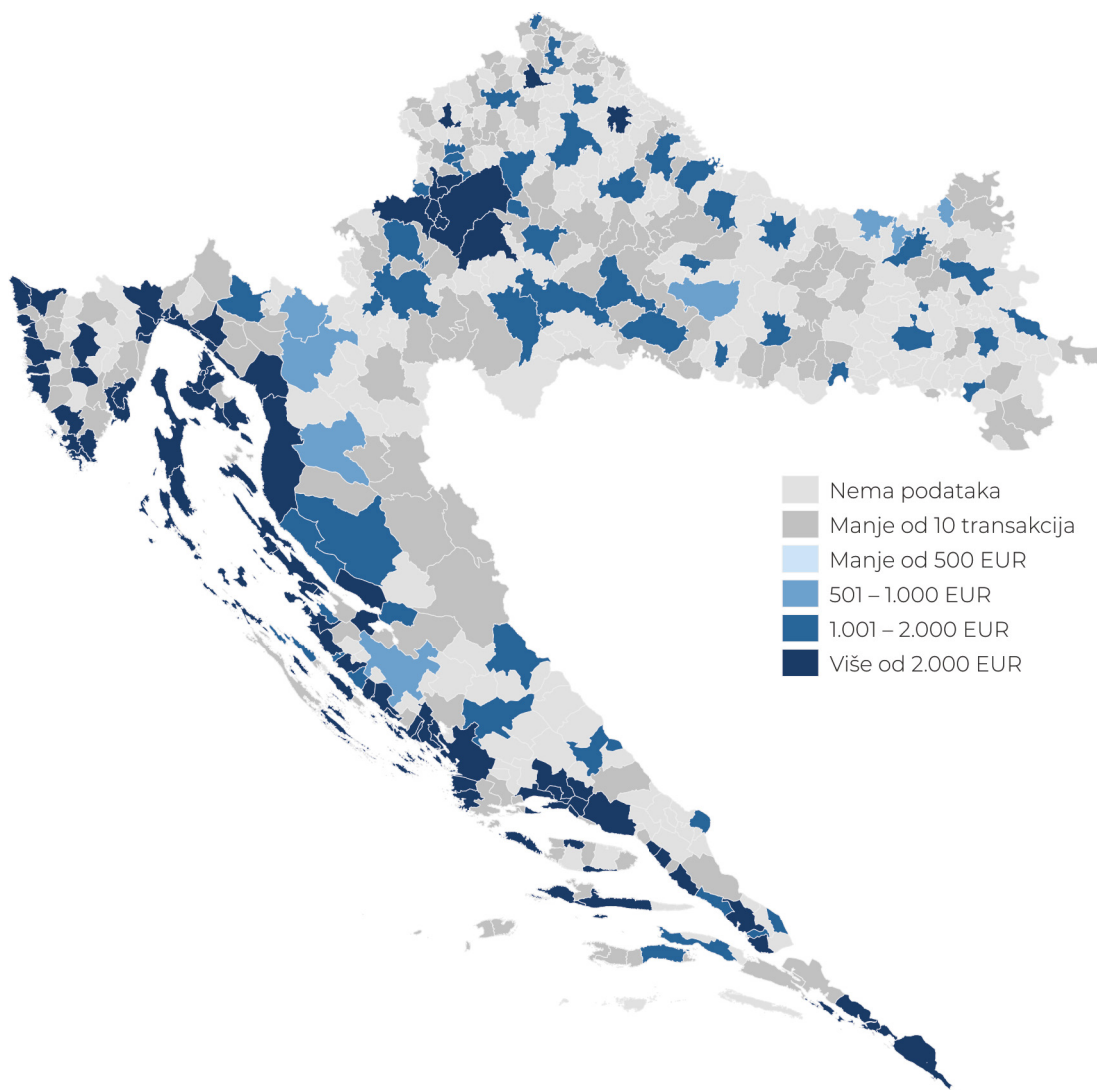 Nema podataka
Manje od 10 transakcija
Manje od 500 EUR
501 – 1.000 EUR
1.001 – 2.000 EUR
Više od 2.000 EUR